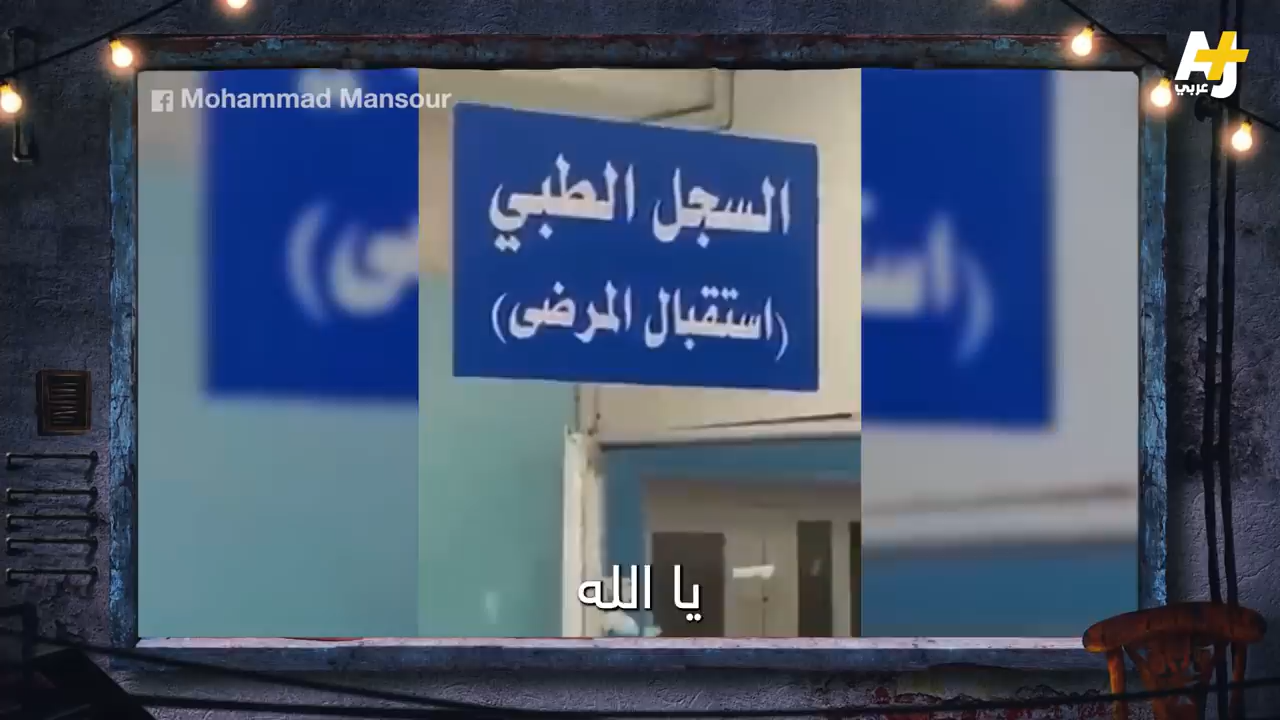 Mohammad Mansour
عربي
السجل الطبي
(استقبال المرضى)
يا الله